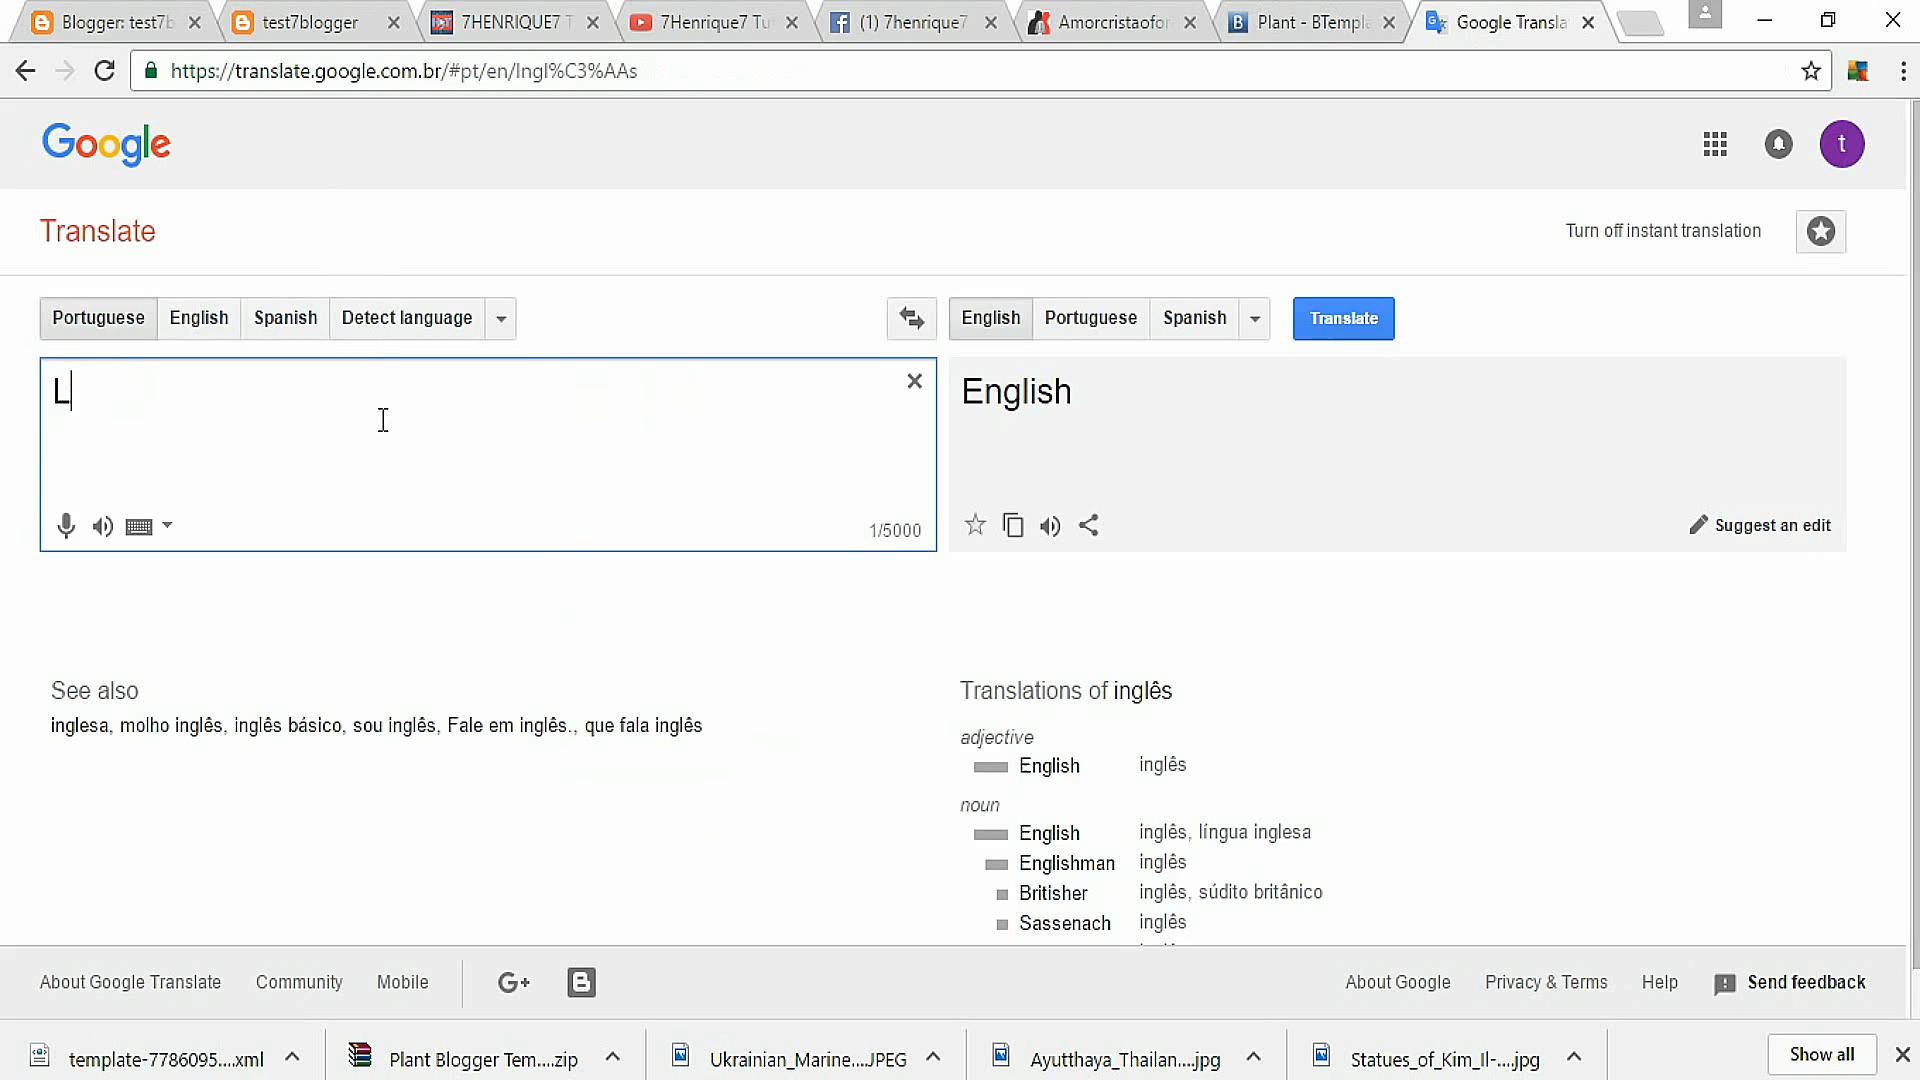 Blogger: test7b
test7blogger
7HENRIQUE7 T
7Henrique7 Tu
(1) 7henrique7
Amorcristaofor
Plant - BTempla
Google Transla
https://translate.google.com.br/#pt/en/Ingl%C3%AAs
Google
t
Translate
Turn off instant translation
Portuguese English Spanish Detect language
English Portuguese Spanish Translate
L
English
1/5000
Suggest an edit
See also
inglesa, molho inglês, inglês básico, sou inglês, Fale em inglês., que fala inglês
Translations of inglês
adjective
English inglês
noun
English inglês, língua inglesa
Englishman inglês
Britisher inglês, súdito britânico
Sassenach inglês
About Google Translate Community Mobile G+
About Google Privacy & Terms Help Send feedback
template-7786095....xml
Plant Blogger Tem....zip
Ukrainian_Marine....JPEG
Ayutthaya_Thailan....jpg
Statues_of_Kim_Il-....jpg
Show all